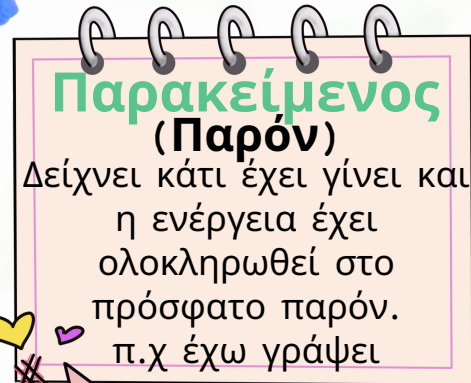 Παρακείμενος
(Παρόν)
Δείχνει κάτι έχει γίνει και
η ενέργεια έχει
ολοκληρωθεί στο
πρόσφατο παρόν.
π.χ έχω γράψει